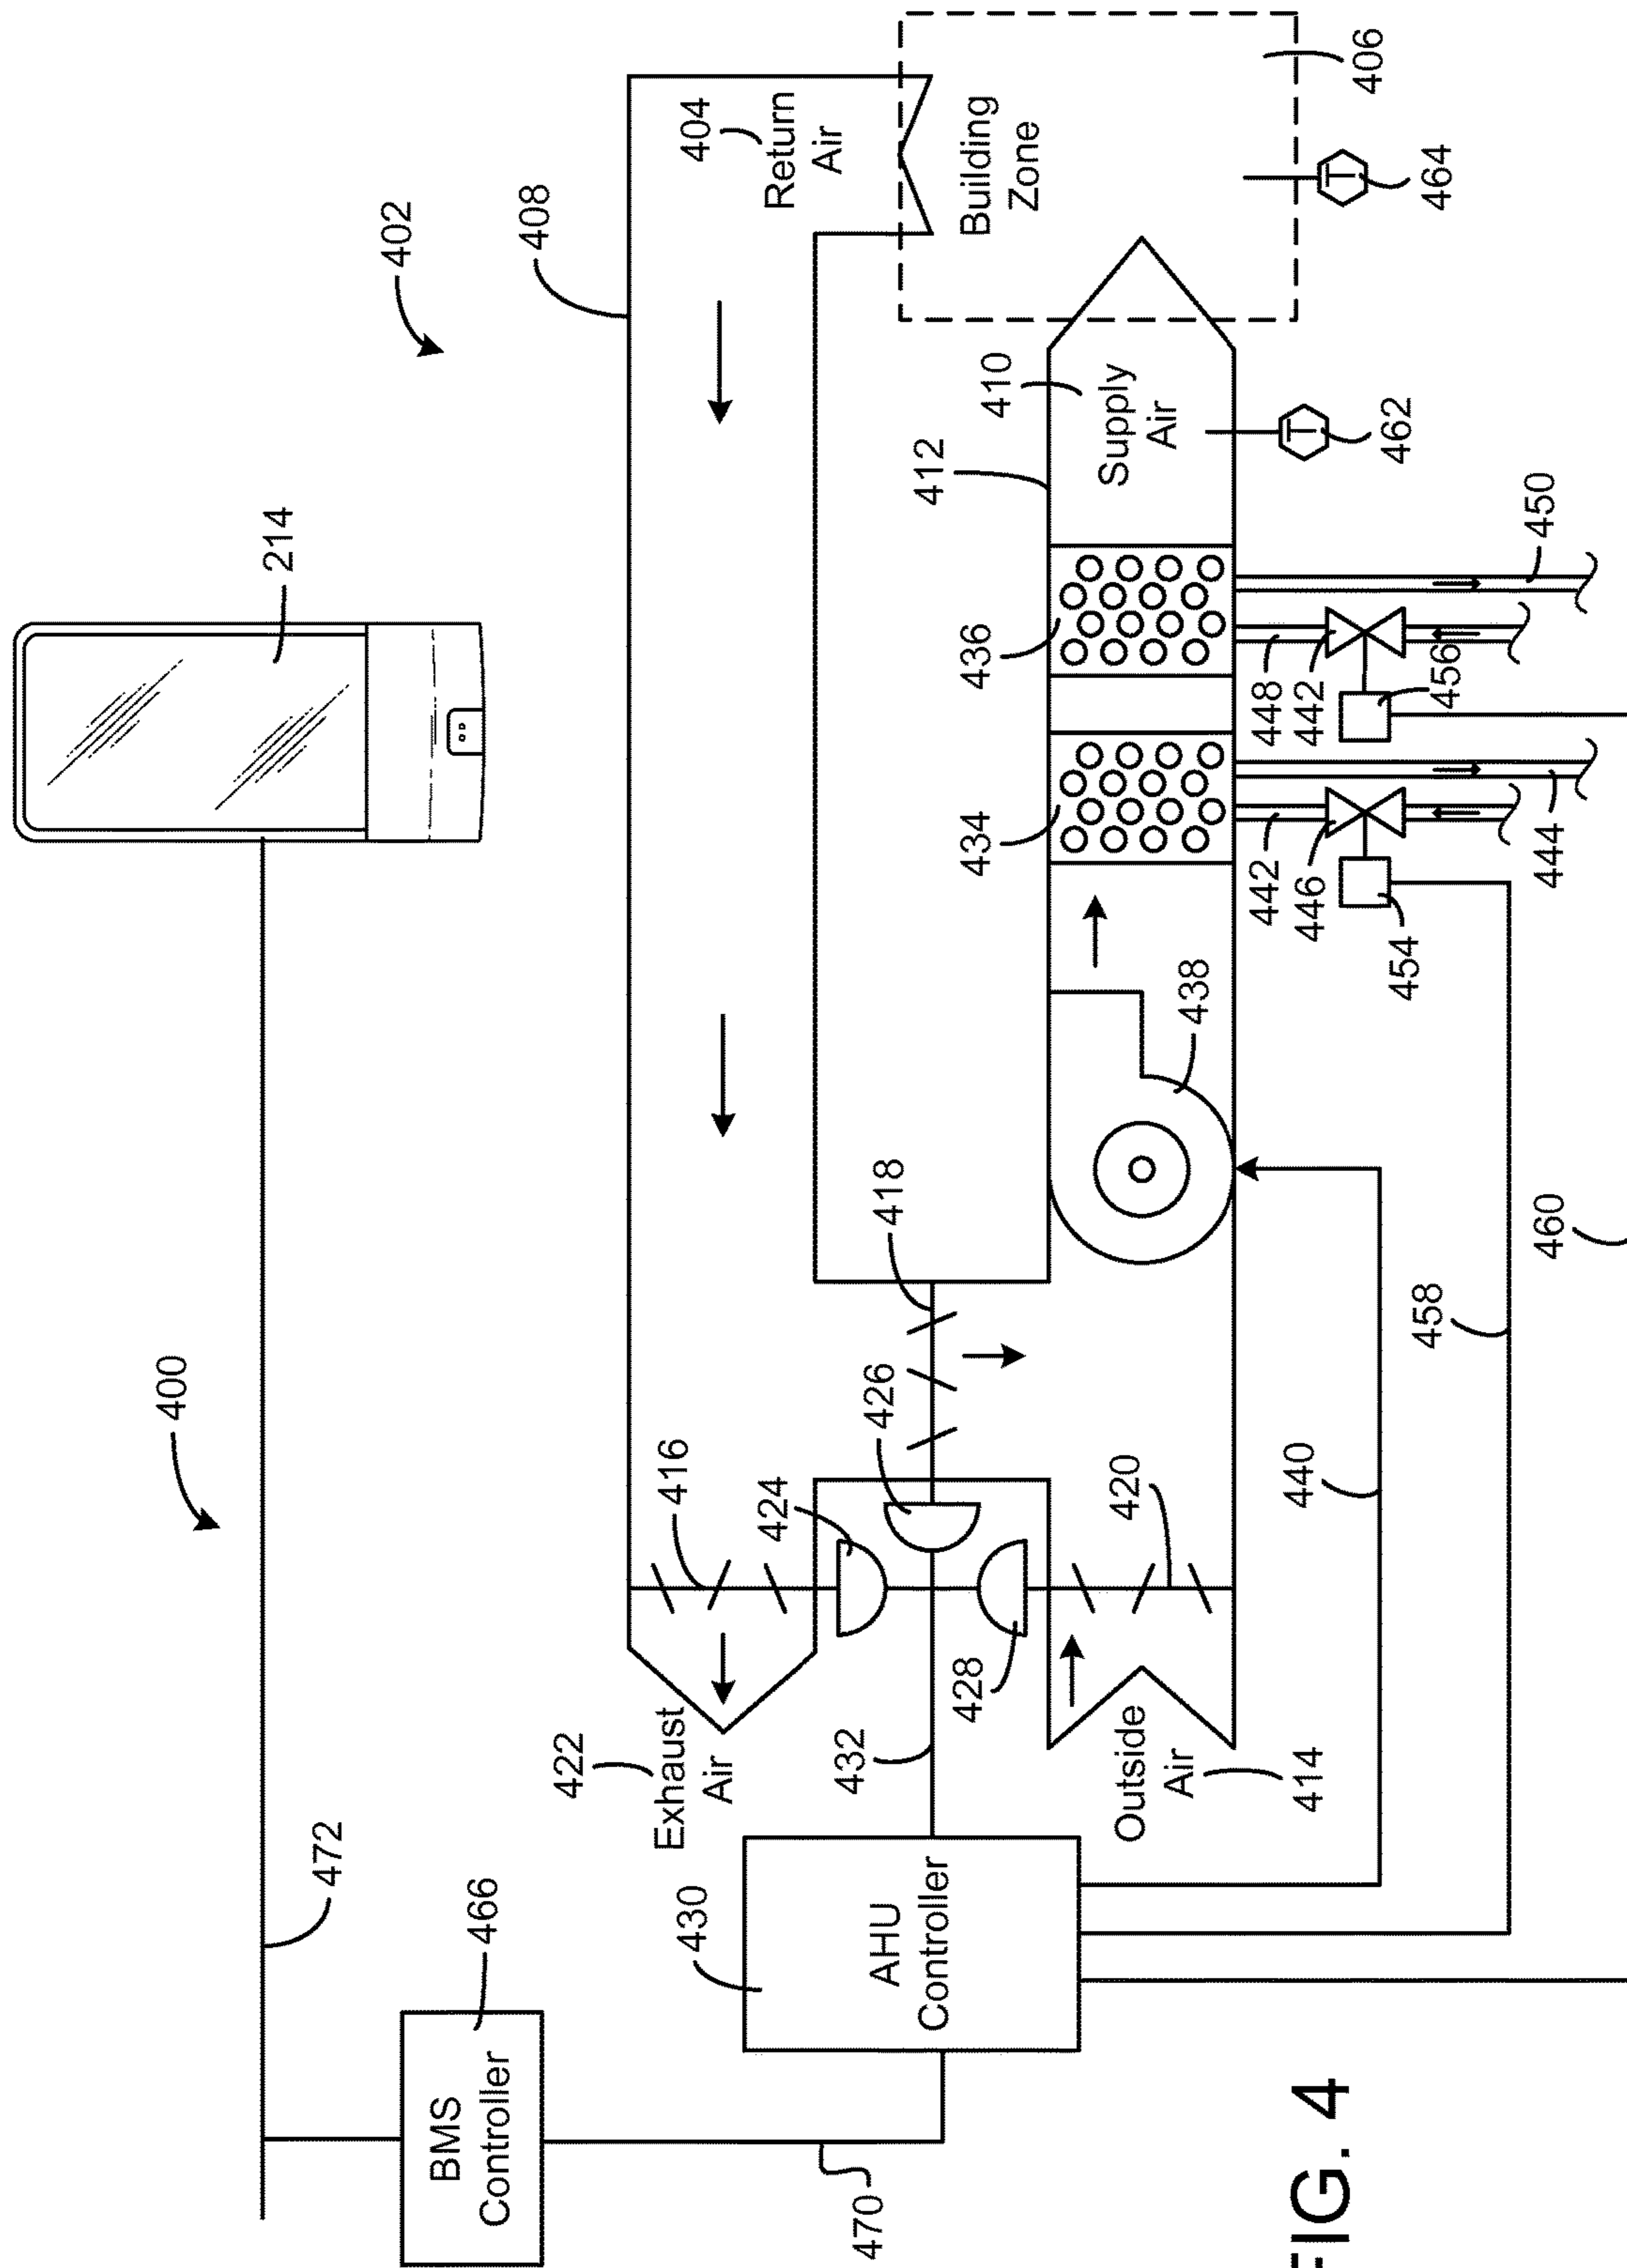 400
214
472
402
BMS
Controller
466
408
422
Exhaust
Air
416
404
Return
Air
430
424
432
470
426
418
AHU
Controller
412
428
434
436
Building
Zone
410
Supply
Air
Outside
Air
420
438
442
448
440
414
446
442
T
T
FIG. 4
406
462
454
458
464
456
450
444
460